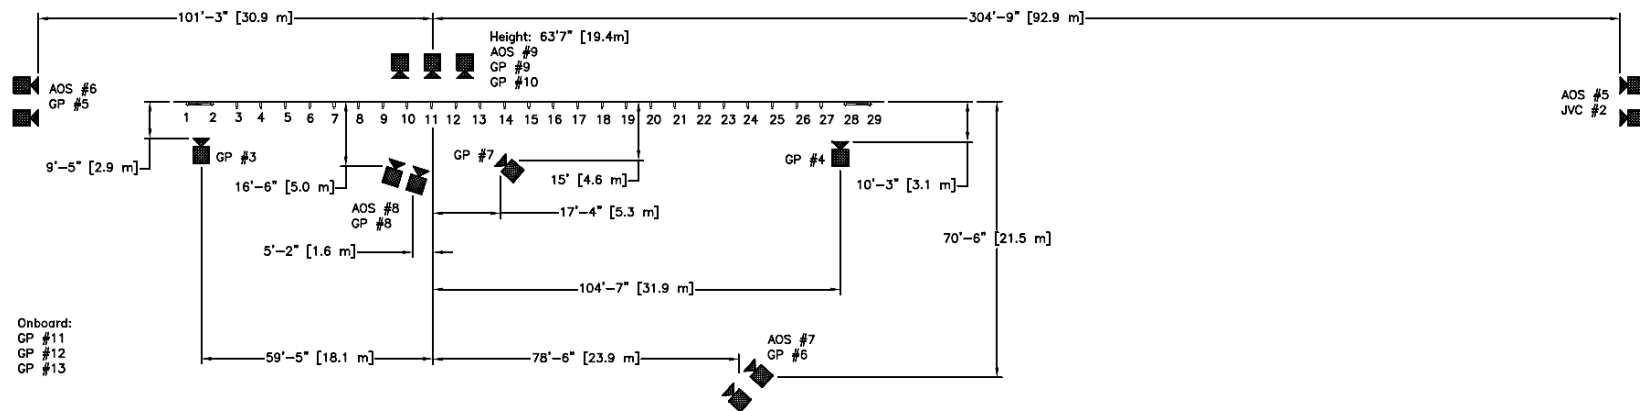 101'-3" [30.9 m]
304'-9" [92.9 m]
Height: 63'7" [19.4m]
AOS #9
GP #9
GP #10
AOS #6
GP #5
AOS #5
JVC #2
1 2 3 4 5 6 7 8 9 10 11 12 13 14 15 16 17 18 19 20 21 22 23 24 25 26 27 28 29
9'-5" [2.9 m]
GP #3
16'-6" [5.0 m]
GP #7
15' [4.6 m]
GP #4
10'-3" [3.1 m]
AOS #8
GP #8
17'-4" [5.3 m]
5'-2" [1.6 m]
70'-6" [21.5 m]
104'-7" [31.9 m]
Onboard:
GP #11
GP #12
GP #13
59'-5" [18.1 m]
78'-6" [23.9 m]
AOS #7
GP #6